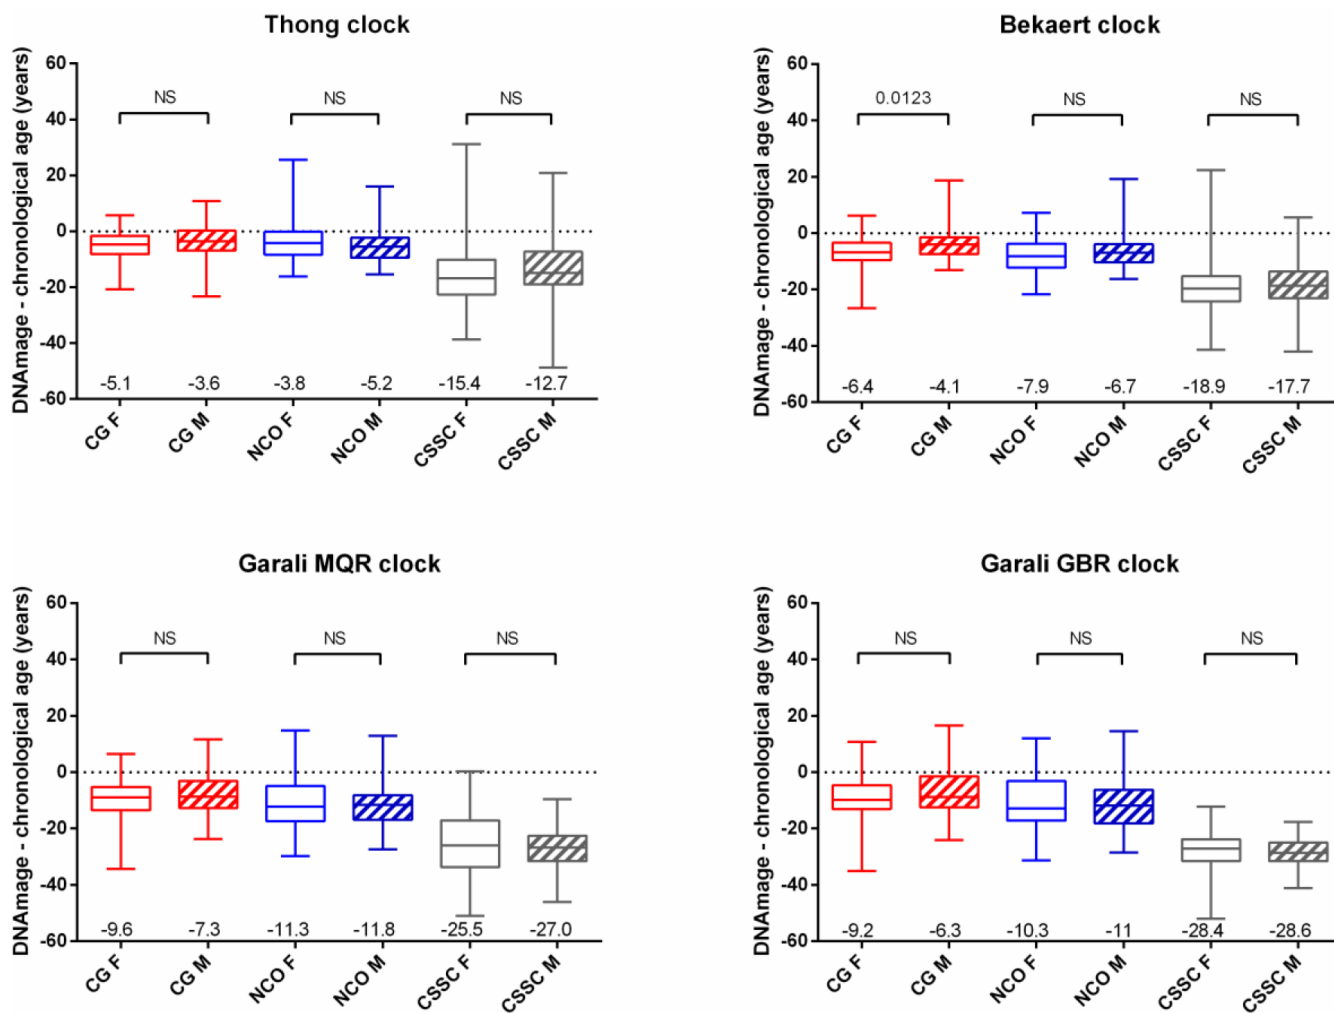 Thong clock
DNAmage - chronological age (years)
60
40
20
0
-20
-40
-60
NS
NS
NS
-5.1
-3.6
-3.8
-5.2
-15.4
-12.7
CG F
CG M
NCO F
NCO M
CSSC F
CSSC M
Bekaert clock
DNAmage - chronological age (years)
60
40
20
0
-20
-40
-60
0.0123
NS
NS
-6.4
-4.1
-7.9
-6.7
-18.9
-17.7
CG F
CG M
NCO F
NCO M
CSSC F
CSSC M
Garali MQR clock
DNAmage - chronological age (years)
60
40
20
0
-20
-40
-60
NS
NS
NS
-9.6
-7.3
-11.3
-11.8
-25.5
-27.0
CG F
CG M
NCO F
NCO M
CSSC F
CSSC M
Garali GBR clock
DNAmage - chronological age (years)
60
40
20
0
-20
-40
-60
NS
NS
NS
-9.2
-6.3
-10.3
-11
-28.4
-28.6
CG F
CG M
NCO F
NCO M
CSSC F
CSSC M